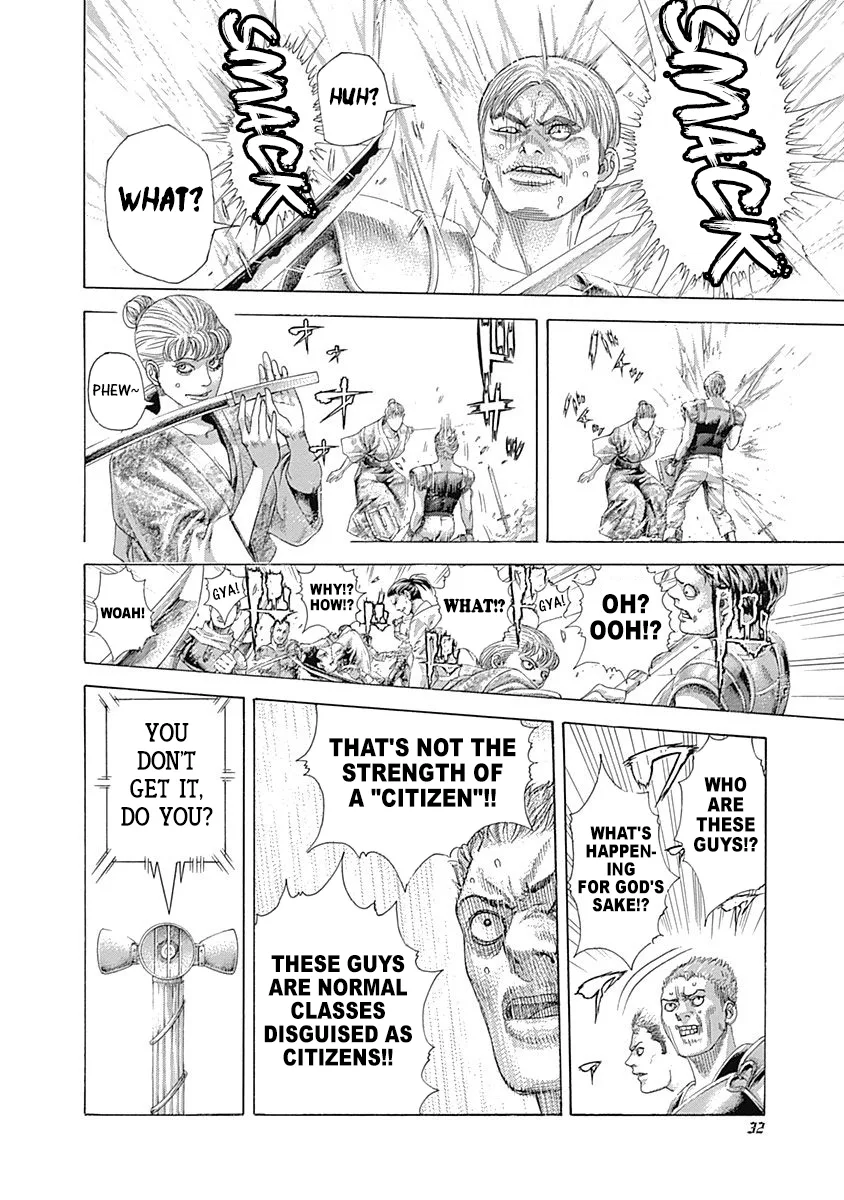 SMACK
HUH?
SMACK
WHAT?
PHEW~
OH?
OOH!?
GYA!
WHAT!?
WHY!?
HOW!?
GYA!
WOAH!
WHO
ARE
THESE
GUYS!?
WHAT'S
HAPPEN-
ING
FOR GOD'S
SAKE!?
THAT'S NOT THE
STRENGTH OF
A "CITIZEN"!!
THESE GUYS
ARE NORMAL
CLASSES
DISGUISED AS
CITIZENS!!
YOU
DON'T
GET IT,
DO YOU?
32